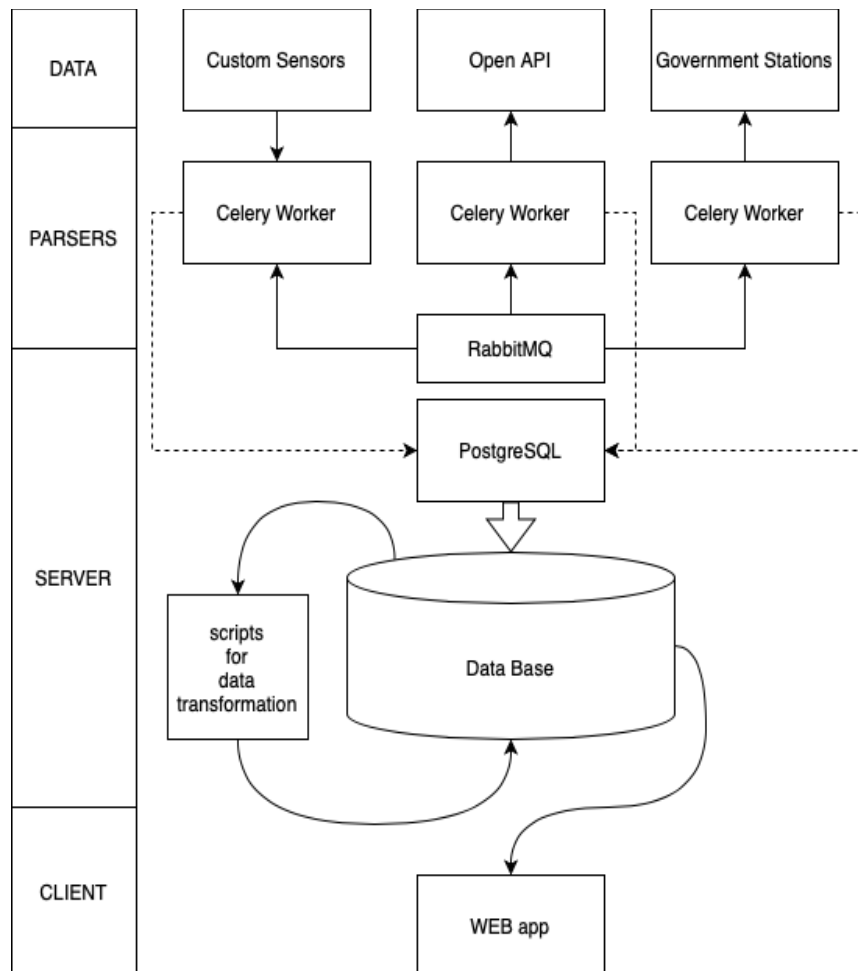 DATA
Custom Sensors
Open API
Government Stations
PARSERS
Celery Worker
Celery Worker
Celery Worker
RabbitMQ
PostgreSQL
SERVER
scripts
for
data
transformation
Data Base
CLIENT
WEB app